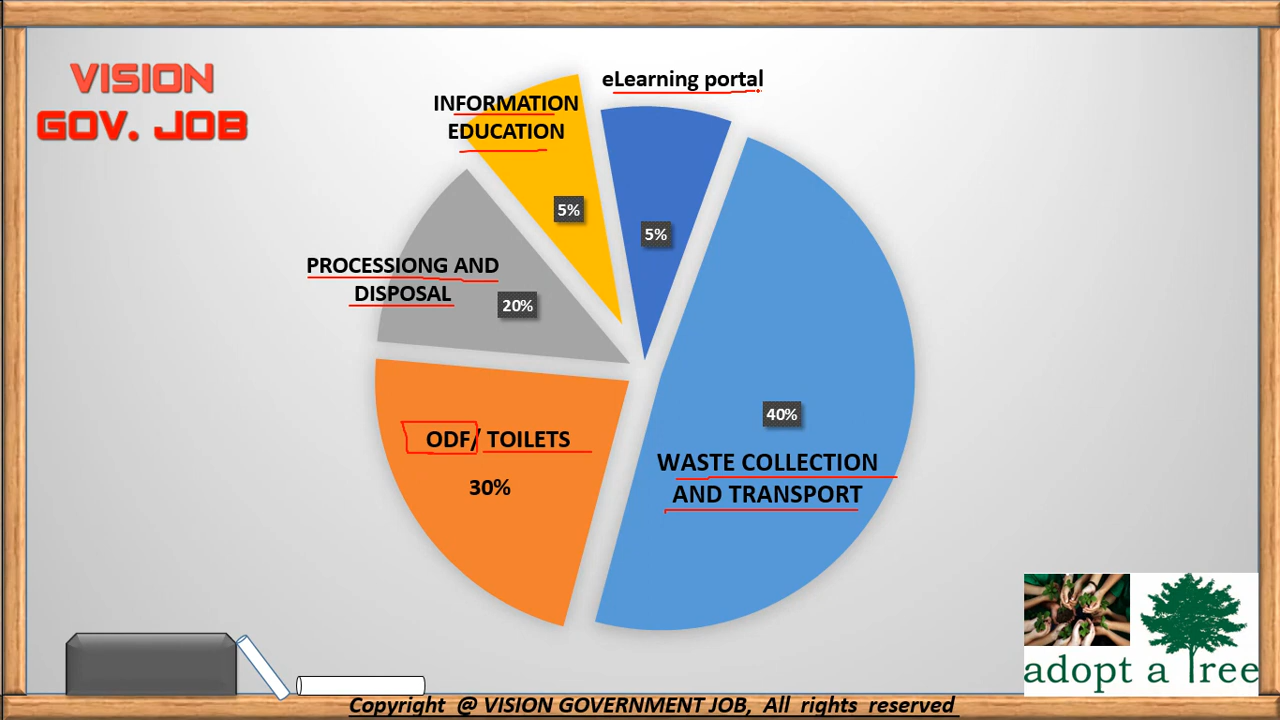 VISION
GOV. JOB
eLearning portal
INFORMATION
EDUCATION
5%
5%
PROCESSIONG AND
DISPOSAL
20%
40%
WASTE COLLECTION
AND TRANSPORT
ODF/ TOILETS
30%
adopt a Tree
Copyright @ VISION GOVERNMENT JOB, All rights reserved